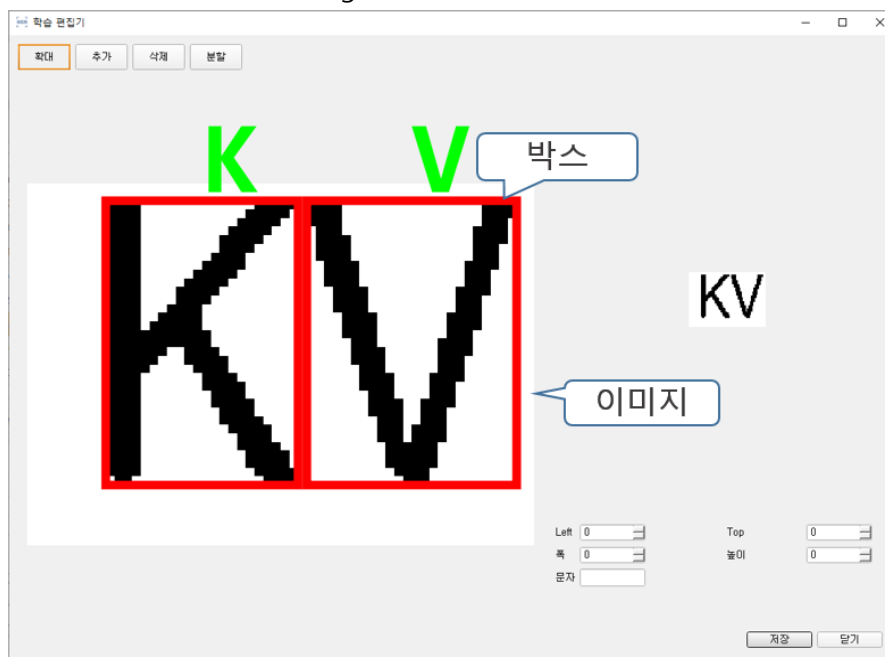 학습 편집기
확대 추가 삭제 분할
K V
박스
KV
KV
이미지
Left 0 Top 0
폭 0 높이 0
문자
저장 닫기